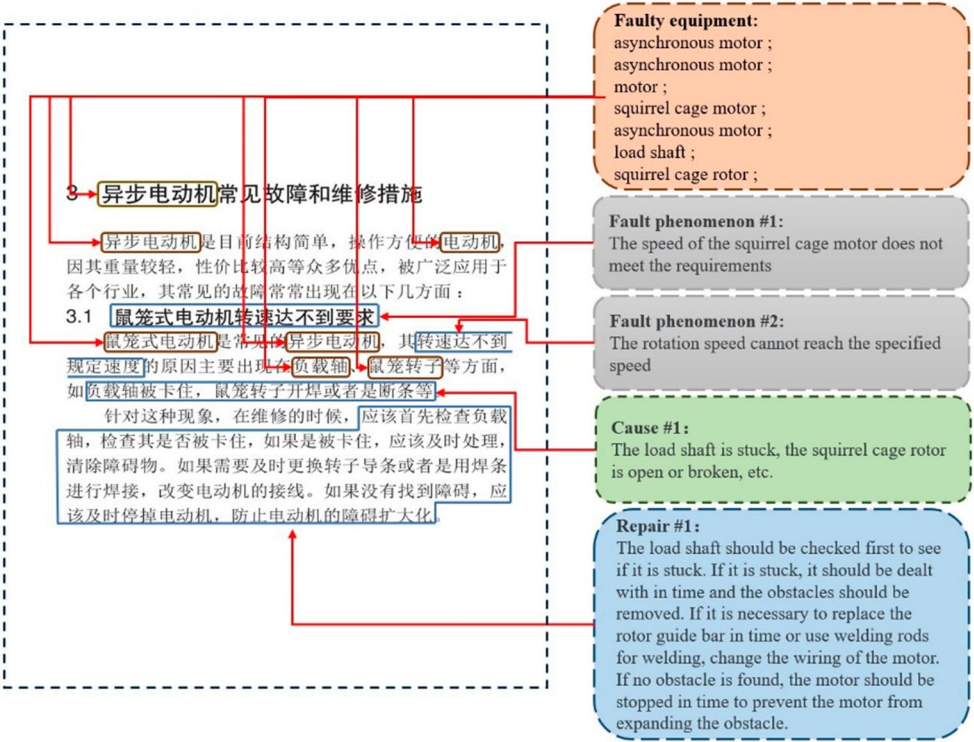 3 异步电动机常见故障和维修措施
异步电动机是目前结构简单，操作方便的电动机，
因其重量较轻，性价比较高等众多优点，被广泛应用于
各个行业，其常见的故障常常出现在以下几方面：
3.1 鼠笼式电动机转速达不到要求
鼠笼式电动机是常见的异步电动机，其转速达不到
规定速度的原因主要出现在负载轴、鼠笼转子等方面，
如负载轴被卡住，鼠笼转子开焊或者是断条等
针对这种现象，在维修的时候，应该首先检查负载
轴，检查其是否被卡住，如果是被卡住，应该及时处理，
清除障碍物。如果需要及时更换转子导条或者是用焊条
进行焊接，改变电动机的接线。如果没有找到障碍，应
该及时停掉电动机，防止电动机的障碍扩大化。
Faulty equipment:
asynchronous motor ;
asynchronous motor ;
motor ;
squirrel cage motor ;
asynchronous motor ;
load shaft ;
squirrel cage rotor ;
Fault phenomenon #1:
The speed of the squirrel cage motor does not
meet the requirements
Fault phenomenon #2:
The rotation speed cannot reach the specified
speed
Cause #1:
The load shaft is stuck, the squirrel cage rotor
is open or broken, etc.
Repair #1:
The load shaft should be checked first to see
if it is stuck. If it is stuck, it should be dealt
with in time and the obstacles should be
removed. If it is necessary to replace the
rotor guide bar in time or use welding rods
for welding, change the wiring of the motor.
If no obstacle is found, the motor should be
stopped in time to prevent the motor from
expanding the obstacle.